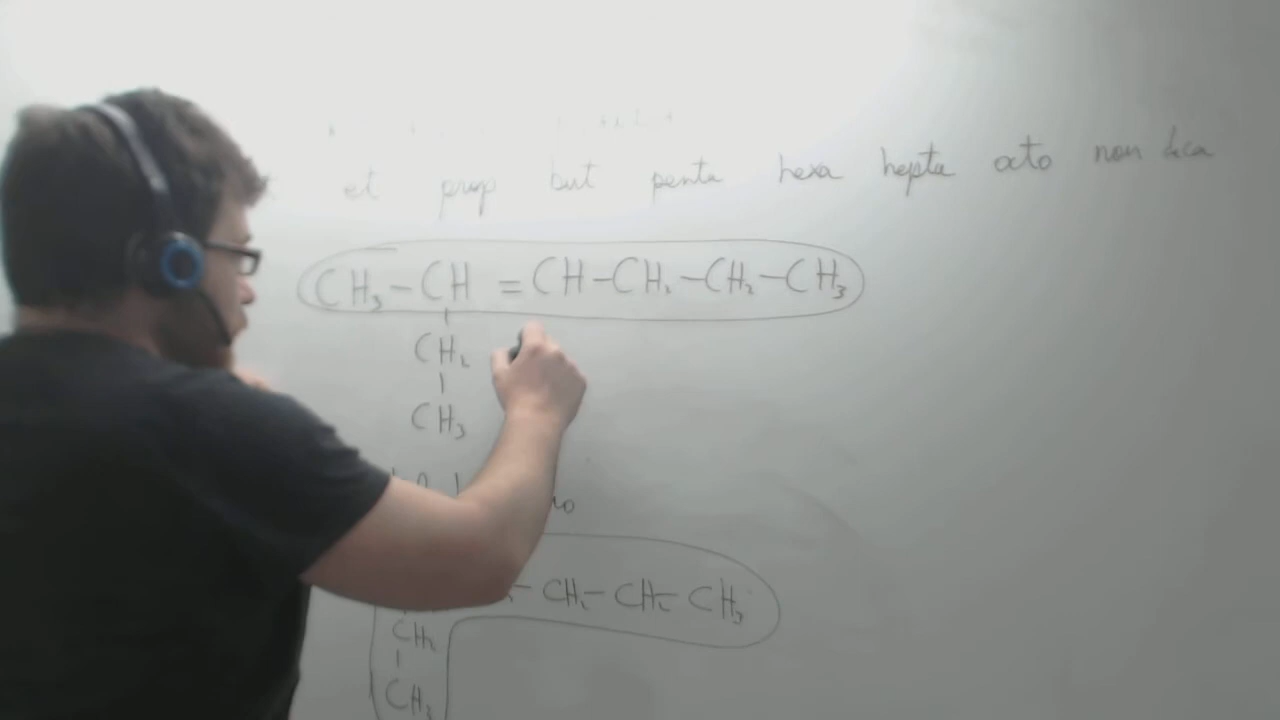 et prop but penta hexa hepta octo non deca
CH₃-CH=CH-CH₂-CH₂-CH₃
CH₂
CH₃
-CH₂-CH₂-CH₃
CH₂
CH₃